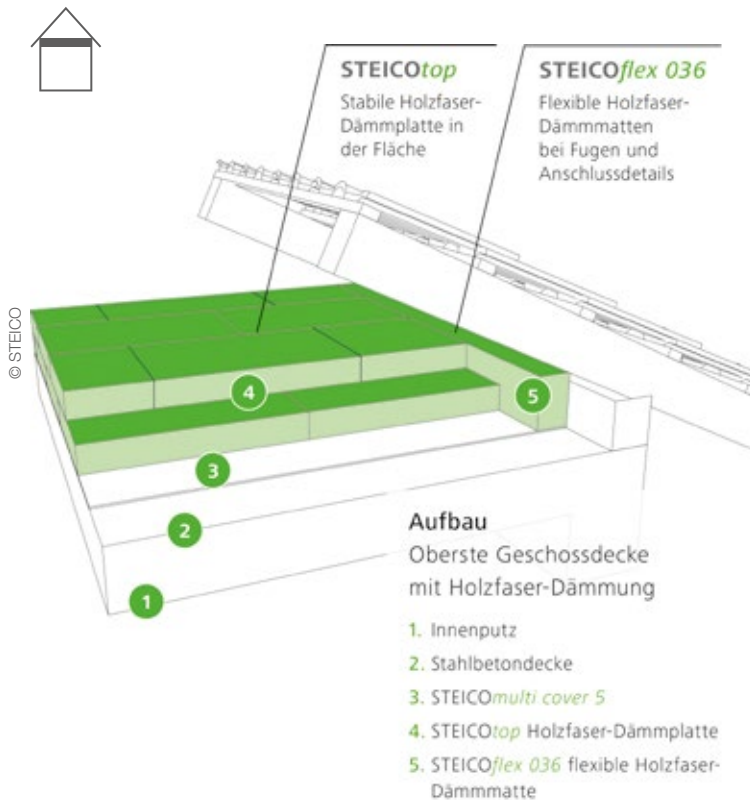 STEICOtop
Stabile Holzfaser-
Dämmplatte in
der Fläche
STEICOflex 036
Flexible Holzfaser-
Dämmmatten
bei Fugen und
Anschlussdetails
© STEICO
4
5
3
2
1
Aufbau
Oberste Geschossdecke
mit Holzfaser-Dämmung
1. Innenputz
2. Stahlbetondecke
3. STEICOmulti cover 5
4. STEICOtop Holzfaser-Dämmplatte
5. STEICOflex 036 flexible Holzfaser-
Dämmmatte